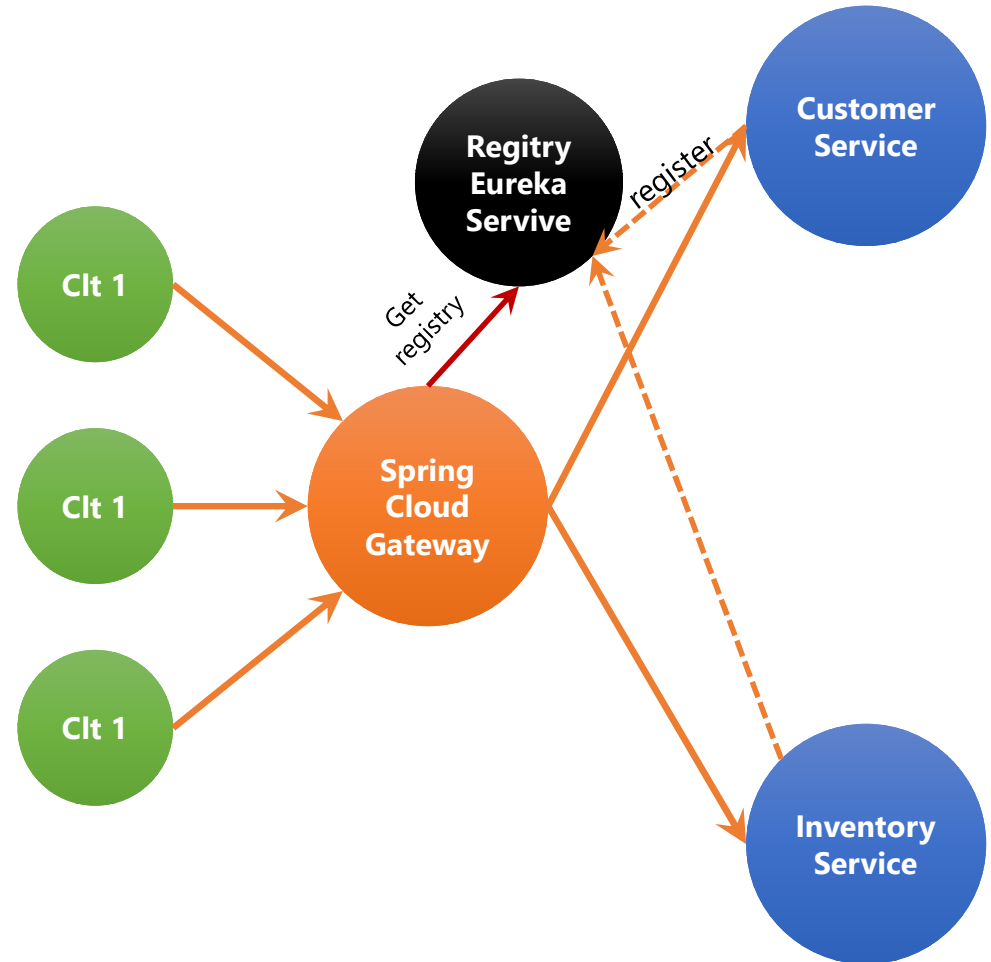 Customer
Service
Regitry
Eureka
Servive
register
Clt 1
Get
registry
Spring
Cloud
Gateway
Clt 1
Clt 1
Inventory
Service